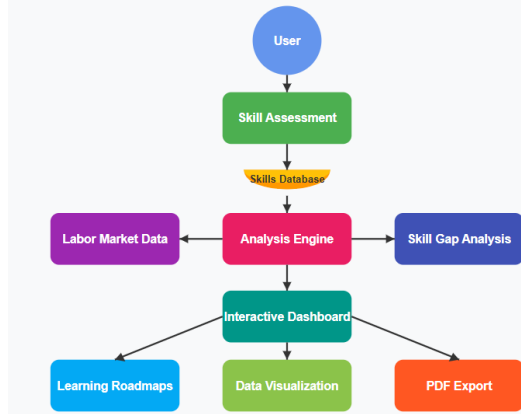 User
Skill Assessment
Skills Database
Labor Market Data
Analysis Engine
Skill Gap Analysis
Interactive Dashboard
Learning Roadmaps
Data Visualization
PDF Export